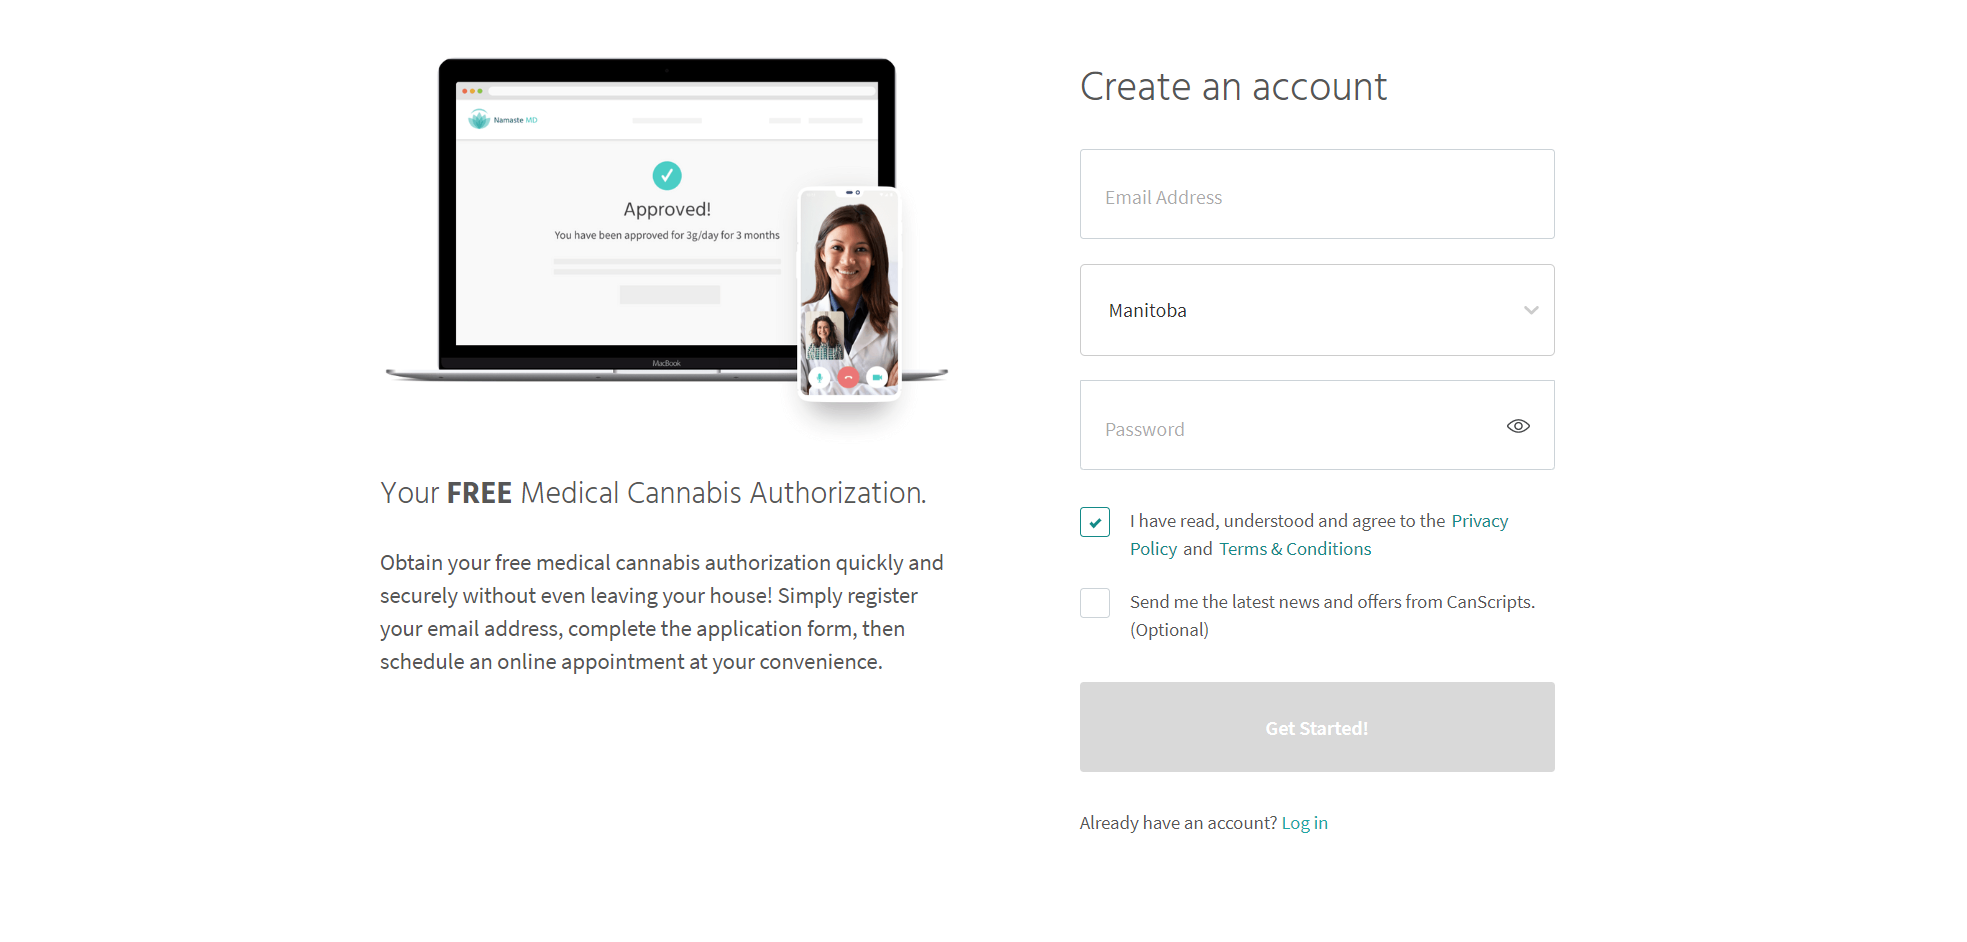 Namaste MD
Approved!
You have been approved for 3g/day for 3 months
MacBook
Your FREE Medical Cannabis Authorization.
Obtain your free medical cannabis authorization quickly and
securely without even leaving your house! Simply register
your email address, complete the application form, then
schedule an online appointment at your convenience.
Create an account
Email Address
Manitoba
Password
I have read, understood and agree to the Privacy
Policy and Terms & Conditions
Send me the latest news and offers from CanScripts.
(Optional)
Get Started!
Already have an account? Log in